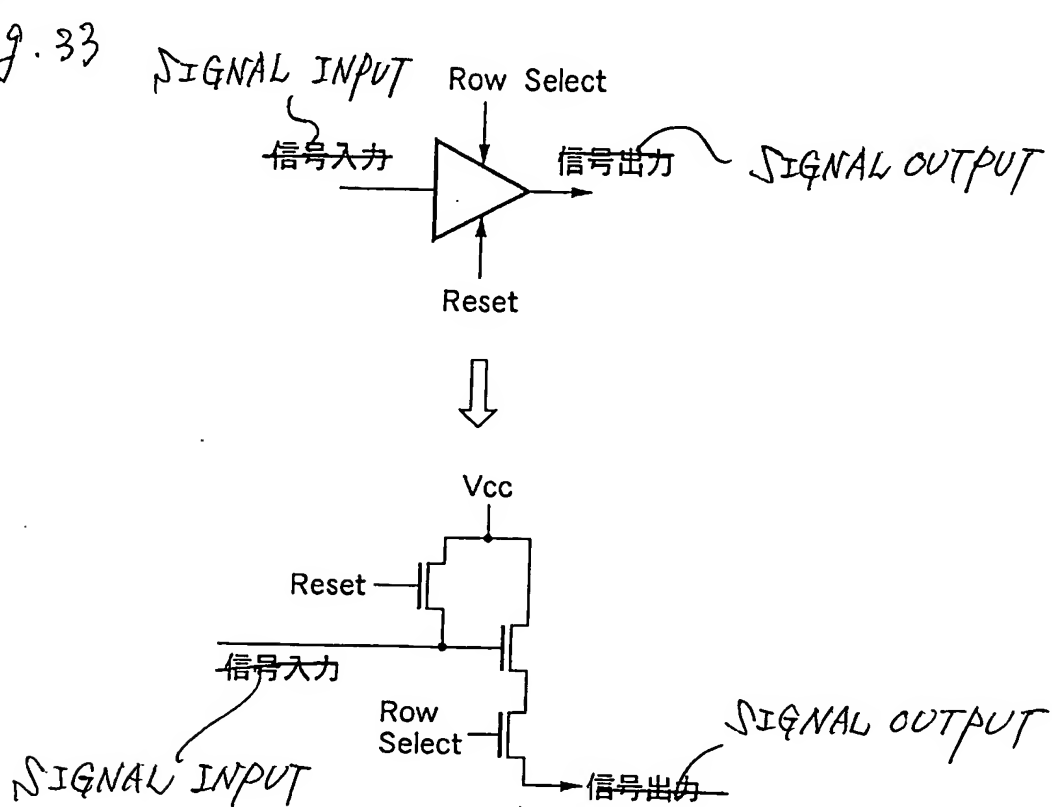 g. 33
SIGNAL INPUT
Row Select
信号入力
信号出力
SIGNAL OUTPUT
Reset
Vcc
Reset
信号入力
Row
Select
SIGNAL OUTPUT
SIGNAL INPUT
信号出力